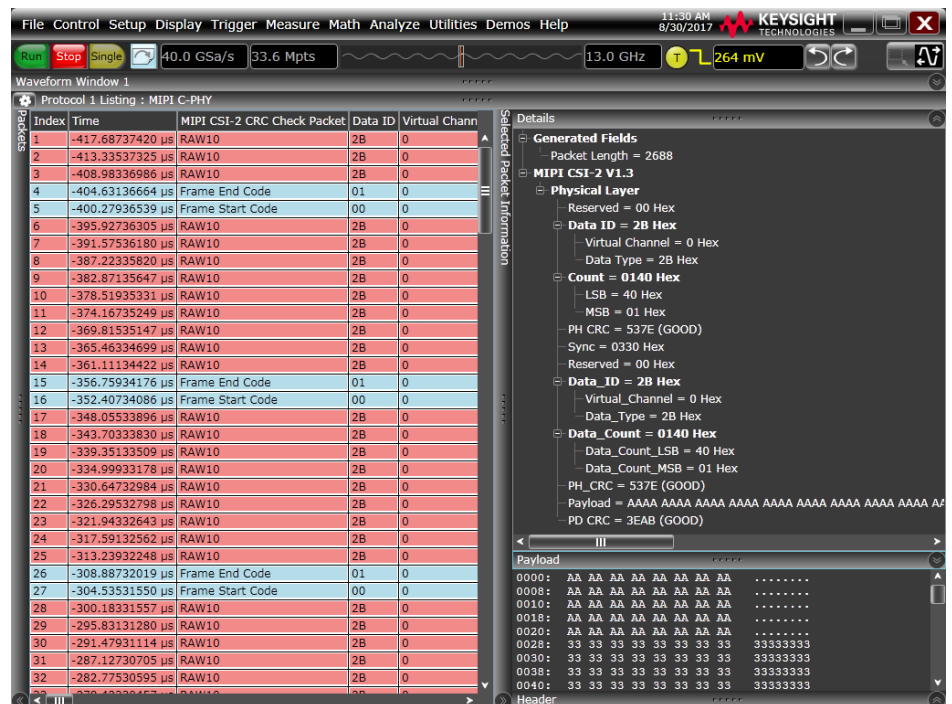 File Control Setup Display Trigger Measure Math Analyze Utilities Demos Help
11:30 AM
8/30/2017
KEYSIGHT
TECHNOLOGIES
Run Stop Single 40.0 GSa/s 33.6 Mpts 13.0 GHz T 264 mV
Waveform Window 1
Protocol 1 Listing : MIPI C-PHY
Packets
Index Time MIPI CSI-2 CRC Check Packet Data ID Virtual Chann
1 -417.68737420 µs RAW10 2B 0
2 -413.33537325 µs RAW10 2B 0
3 -408.98336986 µs RAW10 2B 0
4 -404.63136664 µs Frame End Code 01 0
5 -400.27936539 µs Frame Start Code 00 0
6 -395.92736305 µs RAW10 2B 0
7 -391.57536180 µs RAW10 2B 0
8 -387.22335820 µs RAW10 2B 0
9 -382.87135647 µs RAW10 2B 0
10 -378.51935331 µs RAW10 2B 0
11 -374.16735249 µs RAW10 2B 0
12 -369.81535147 µs RAW10 2B 0
13 -365.46334699 µs RAW10 2B 0
14 -361.11134422 µs RAW10 2B 0
15 -356.75934176 µs Frame End Code 01 0
16 -352.40734086 µs Frame Start Code 00 0
17 -348.05533896 µs RAW10 2B 0
18 -343.70333830 µs RAW10 2B 0
19 -339.35133509 µs RAW10 2B 0
20 -334.99933178 µs RAW10 2B 0
21 -330.64732984 µs RAW10 2B 0
22 -326.29532798 µs RAW10 2B 0
23 -321.94332643 µs RAW10 2B 0
24 -317.59132562 µs RAW10 2B 0
25 -313.23932248 µs RAW10 2B 0
26 -308.88732019 µs Frame End Code 01 0
27 -304.53531550 µs Frame Start Code 00 0
28 -300.18331557 µs RAW10 2B 0
29 -295.83131280 µs RAW10 2B 0
30 -291.47931114 µs RAW10 2B 0
31 -287.12730705 µs RAW10 2B 0
32 -282.77530595 µs RAW10 2B 0
Selected Packet Information
Details
Generated Fields
Packet Length = 2688
MIPI CSI-2 V1.3
Physical Layer
Reserved = 00 Hex
Data ID = 2B Hex
Virtual Channel = 0 Hex
Data Type = 2B Hex
Count = 0140 Hex
LSB = 40 Hex
MSB = 01 Hex
PH CRC = 537E (GOOD)
Sync = 0330 Hex
Reserved = 00 Hex
Data_ID = 2B Hex
Virtual_Channel = 0 Hex
Data_Type = 2B Hex
Data_Count = 0140 Hex
Data_Count_LSB = 40 Hex
Data_Count_MSB = 01 Hex
PH_CRC = 537E (GOOD)
Payload = AAAA AAAA AAAA AAAA AAAA AAAA AAAA AAAA AAAA AAAA
PD CRC = 3EAB (GOOD)
Payload
0000: AA AA AA AA AA AA AA AA ........
0008: AA AA AA AA AA AA AA AA ........
0010: AA AA AA AA AA AA AA AA ........
0018: AA AA AA AA AA AA AA AA ........
0020: AA AA AA AA AA AA AA AA ........
0028: 33 33 33 33 33 33 33 33 33333333
0030: 33 33 33 33 33 33 33 33 33333333
0038: 33 33 33 33 33 33 33 33 33333333
0040: 33 33 33 33 33 33 33 33 33333333
Header